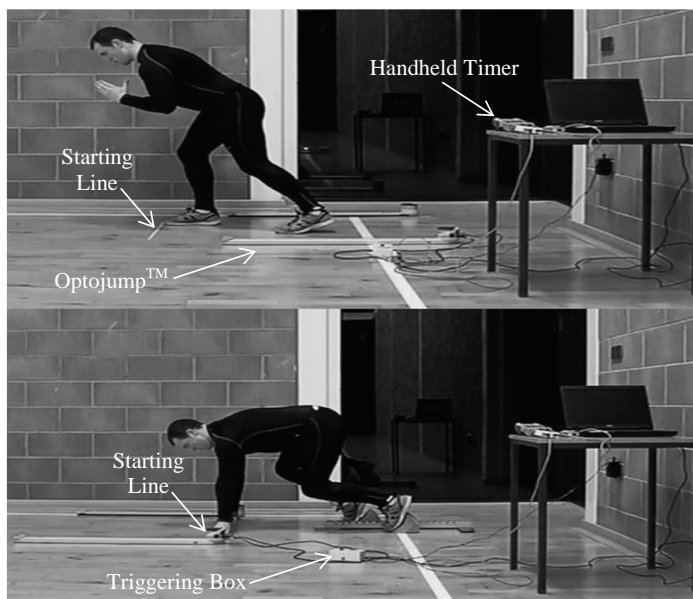 Handheld Timer
Starting
Line
Optojump™
Starting
Line
Triggering Box